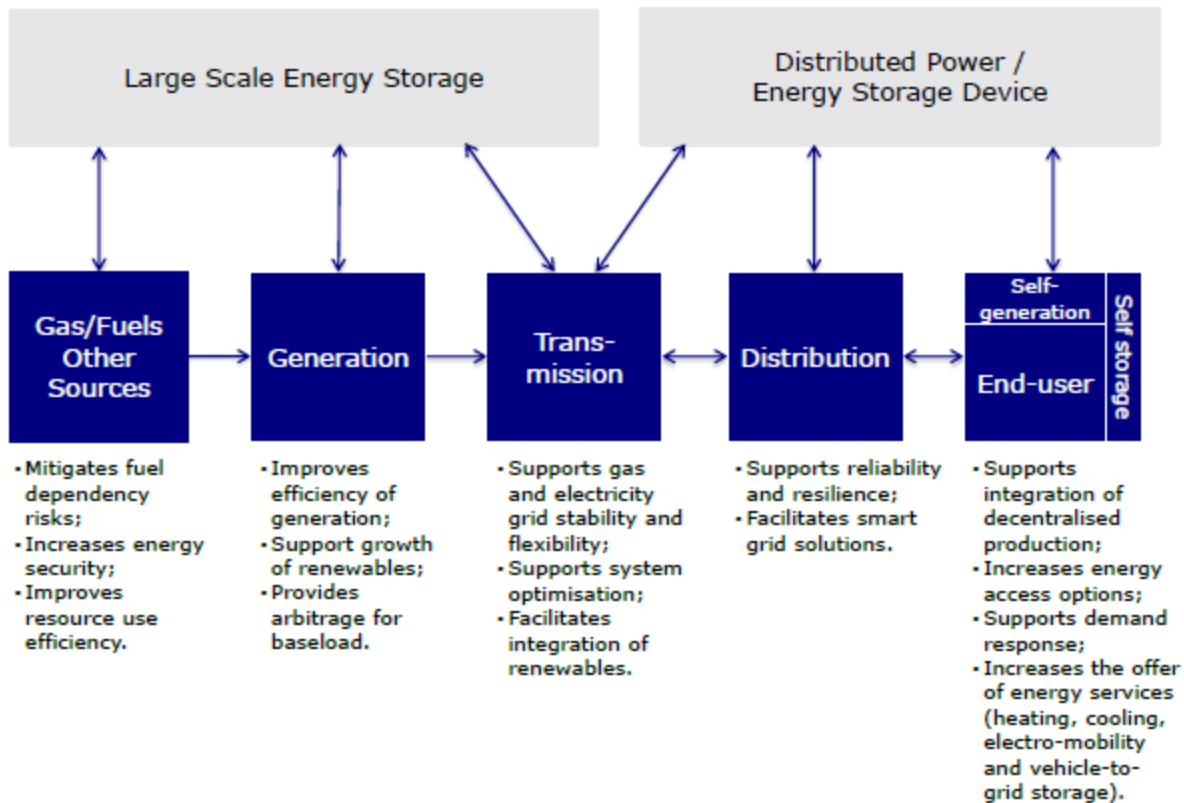 Large Scale Energy Storage
Distributed Power /
Energy Storage Device
Gas/Fuels
Other
Sources
Generation
Trans-
mission
Distribution
Self-
generation
End-user
Self storage
• Mitigates fuel
dependency
risks;
• Increases energy
security;
• Improves
resource use
efficiency.
• Improves
efficiency of
generation;
• Support growth
of renewables;
• Provides
arbitrage for
baseload.
• Supports gas
and electricity
grid stability and
flexibility;
• Supports system
optimisation;
• Facilitates
integration of
renewables.
• Supports reliability
and resilience;
• Facilitates smart
grid solutions.
• Supports
integration of
decentralised
production;
• Increases energy
access options;
• Supports demand
response;
• Increases the offer
of energy services
(heating, cooling,
electro-mobility
and vehicle-to-
grid storage).